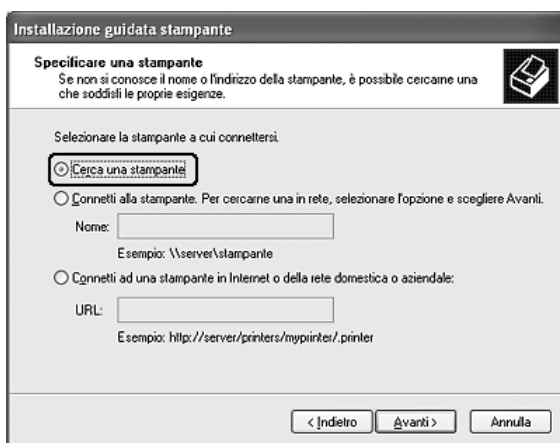 Installazione guidata stampante
Specificare una stampante
Se non si conosce il nome o l'indirizzo della stampante, è possibile cercarne una
che soddisfi le proprie esigenze.
Selezionare la stampante a cui connettersi.
Cerca una stampante
Connetti alla stampante. Per cercarne una in rete, selezionare l'opzione e scegliere Avanti.
Nome:
Esempio: \\server\stampante
Connetti ad una stampante in Internet o della rete domestica o aziendale:
URL:
Esempio: http://server/printers/myprinter/.printer
< Indietro
Avanti >
Annulla